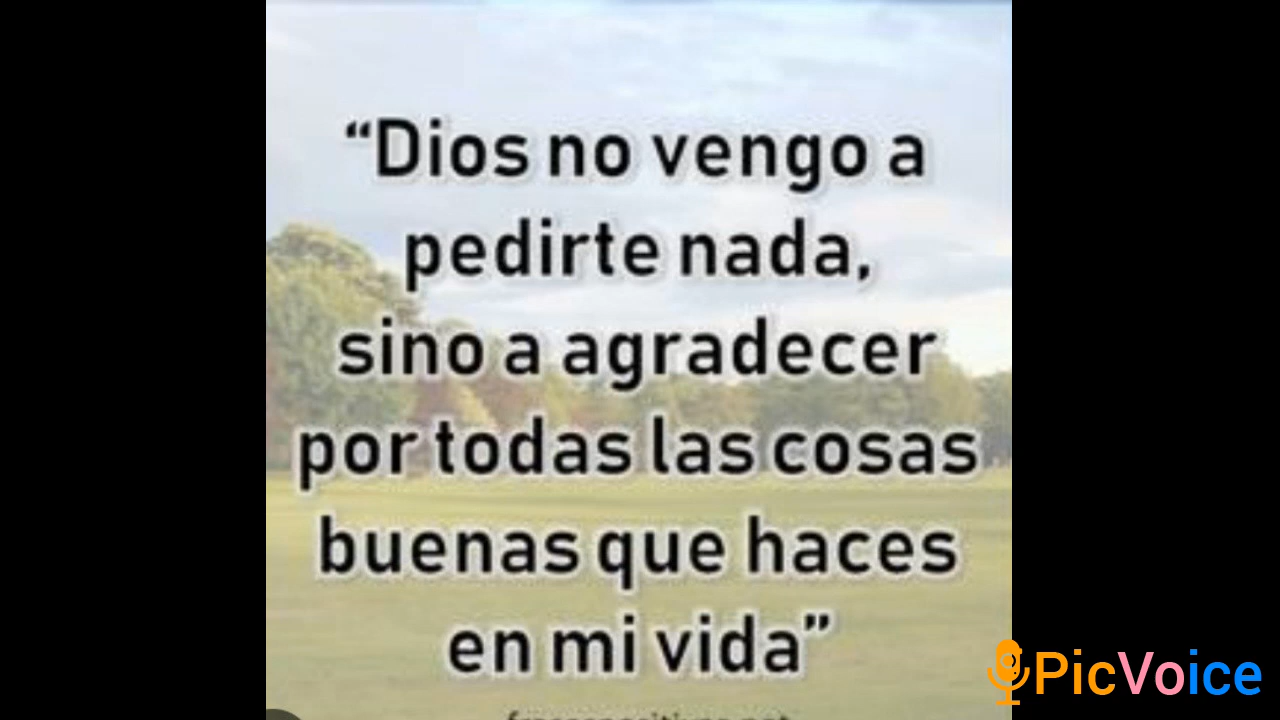 “Dios no vengo a
pedirte nada,
sino a agradecer
por todas las cosas
buenas que haces
en mi vida”
PicVoice